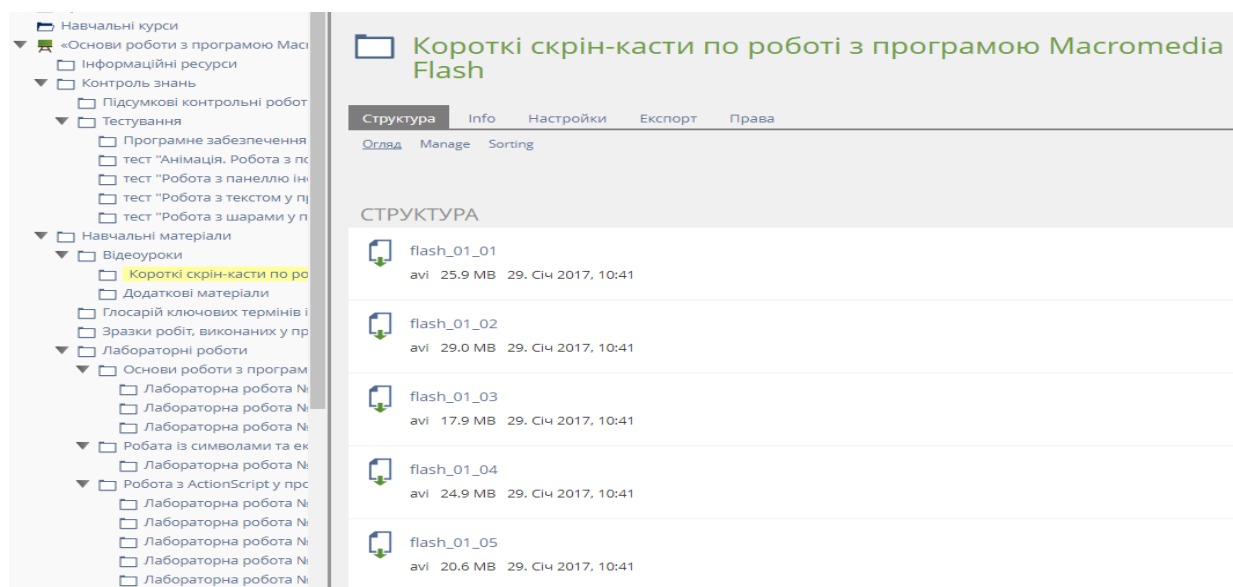 Навчальні курси
«Основи роботи з програмою Macr
Інформаційні ресурси
Контроль знань
Підсумкові контрольні робот
Тестування
Програмне забезпечення
тест "Анімація. Робота з по
тест "Робота з панеллю ін
тест "Робота з текстом у п
тест "Робота з шарами у п
Навчальні матеріали
Відеоуроки
Короткі скрін-касти по ро
Додаткові матеріали
Глосарій ключових термінів і
Зразки робіт, виконаних у пр
Лабораторні роботи
Основи роботи з програм
Лабораторна робота №
Лабораторна робота №
Лабораторна робота №
Робата із символами та ек
Лабораторна робота №
Робота з ActionScript у про
Лабораторна робота №
Лабораторна робота №
Лабораторна робота №
Лабораторна робота №
Лабораторна робота №
Короткі скрін-касти по роботі з програмою Macromedia
Flash
Структура Info Настройки Експорт Права
Огляд Manage Sorting
СТРУКТУРА
flash_01_01
avi 25.9 MB 29. Січ 2017, 10:41
flash_01_02
avi 29.0 MB 29. Січ 2017, 10:41
flash_01_03
avi 17.9 MB 29. Січ 2017, 10:41
flash_01_04
avi 24.9 MB 29. Січ 2017, 10:41
flash_01_05
avi 20.6 MB 29. Січ 2017, 10:41